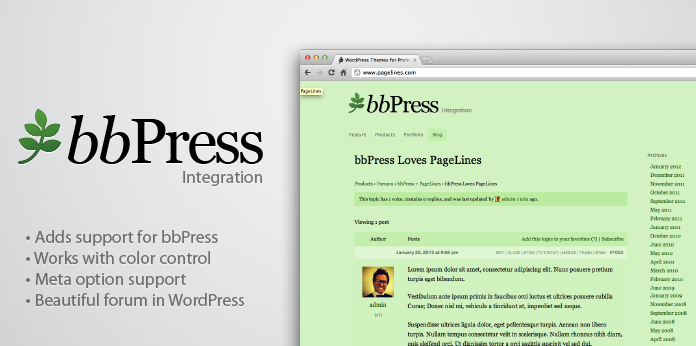 bbPress
Integration
• Adds support for bbPress
• Works with color control
• Meta option support
• Beautiful forum in WordPress
WordPress Themes for Profe
www.pagelines.com
PageLines
bbPress Integration
Feature Products Portfolio Blog
bbPress Loves PageLines
Products › Forums › bbPress + PageLines › bbPress Loves PageLines
This topic has 1 voice, contains 0 replies, and was last updated by admin 1 min ago.
Viewing 1 post
Author Posts Add this topic to your favorites (?) | Subscribe
January 25, 2012 at 9:58 pm EDIT | CLOSE | STICK (TO FRONT) | MERGE | TRASH | SPAM #7052
admin
Lorem ipsum dolor sit amet, consectetur adipiscing elit. Nunc posuere pretium
turpis eget bibendum.
Vestibulum ante ipsum primis in faucibus orci luctus et ultrices posuere cubilia
Curae; Donec nisl mi, vehicula a tincidunt at, imperdiet sed neque.
Suspendisse ultrices ligula dolor, eget pellentesque turpis. Aenean non libero
turpis. Nullam tempus consectetur velit in scelerisque. Nullam rhoncus nibh diam,
quis eleifend orci. Ut dignissim tortor a orci sagittis suscipit vel sed dui.
Archives
January 2012
December 2011
November 2011
October 2011
September 2011
May 2011
February 2011
January 2011
October 2010
June 2010
May 2010
April 2010
March 2010
February 2010
June 2009
January 2009
November 2008
October 2008
September 2008
June 2008
May 2008
April 2008